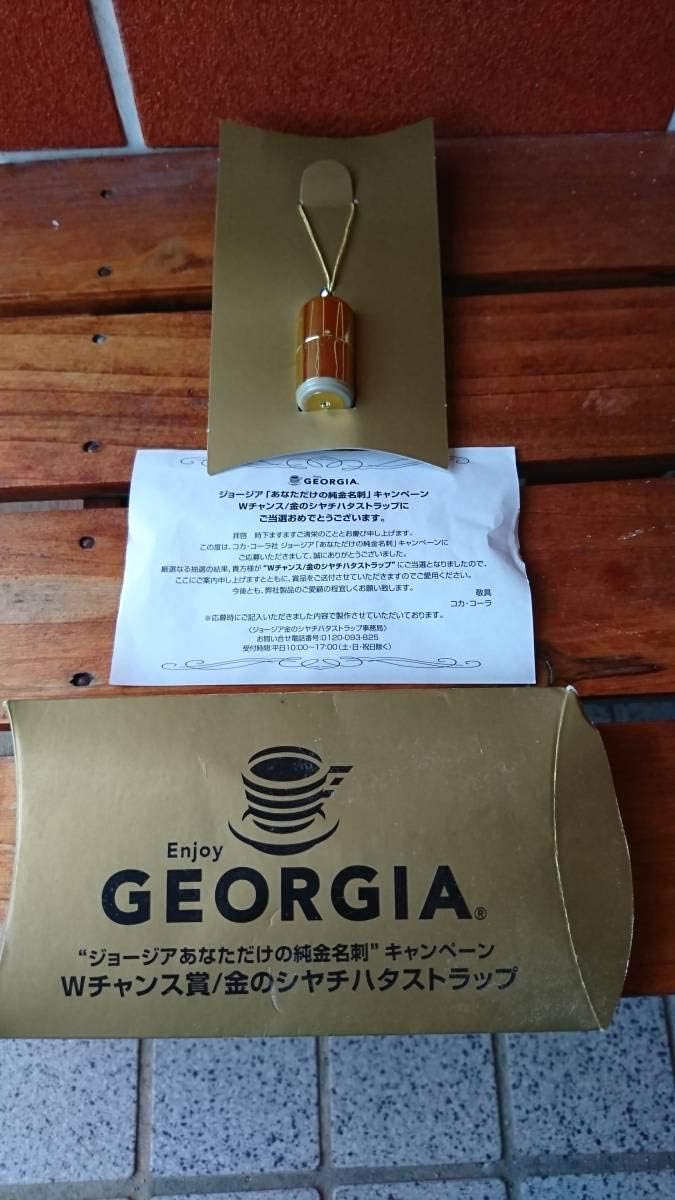 GEORGIA.
ジョージア「あなただけの純金名刺」キャンペーン
Wチャンス/金のシヤチハタストラップに
ご当選おめでとうございます。
拝啓 時下ますますご清栄のこととお慶び申し上げます。
この度は、コカ・コーラ社 ジョージア「あなただけの純金名刺」キャンペーンに
ご応募いただきまして、誠にありがとうございました。
厳選なる抽選の結果、貴方様が"Wチャンス/金のシヤチハタストラップ"にご当選となりましたので、
ここにご案内申し上げますとともに、賞品をご送付させていただきますのでご愛用ください。
今後とも、弊社製品のご愛顧の程宜しくお願い致します。
敬具
コカ・コーラ
※応募時にご記入いただきました内容で製作させていただいております。
〈ジョージア金のシヤチハタストラップ事務局〉
お問い合せ電話番号:0120-093-825
受付時間:平日10:00〜17:00(土・日・祝日除く)
Enjoy
GEORGIA®
"ジョージアあなただけの純金名刺" キャンペーン
Wチャンス賞/金のシヤチハタストラップ